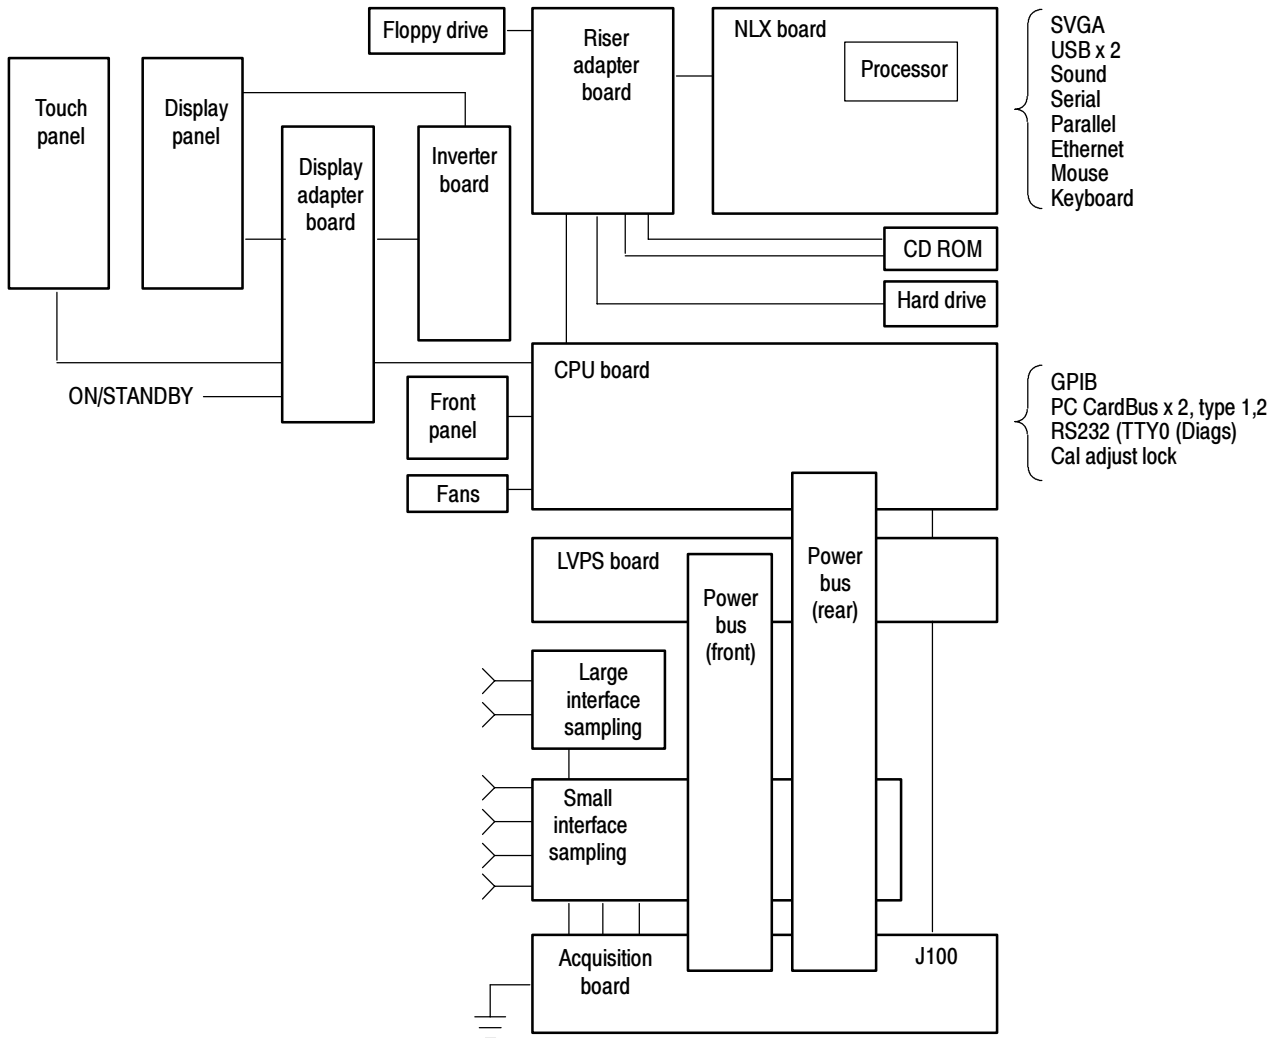 Floppy drive
Riser
adapter
board
NLX board
Processor
SVGA
USB x 2
Sound
Serial
Parallel
Ethernet
Mouse
Keyboard
Touch
panel
Display
panel
Display
adapter
board
Inverter
board
CD ROM
Hard drive
ON/STANDBY
CPU board
Front
panel
Fans
GPIB
PC CardBus x 2, type 1,2
RS232 (TTY0 (Diags)
Cal adjust lock
LVPS board
Power
bus
(front)
Power
bus
(rear)
Large
interface
sampling
Small
interface
sampling
Acquisition
board
J100